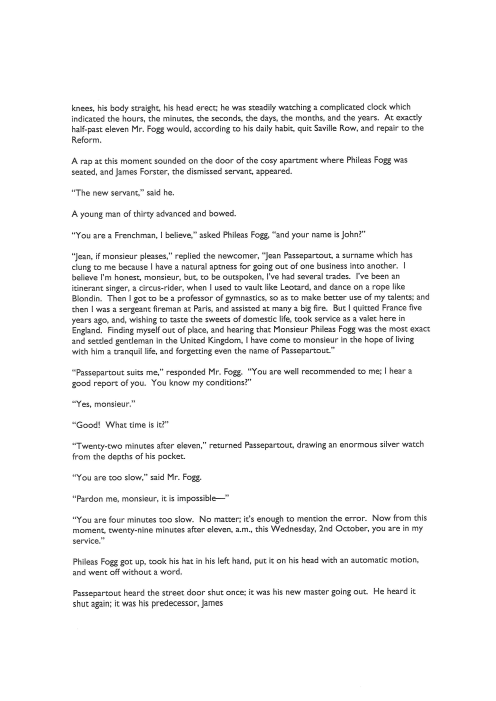 knees, his body straight, his head erect; he was steadily watching a complicated clock which
indicated the hours, the minutes, the seconds, the days, the months, and the years.  At exactly
half-past eleven Mr. Fogg would, according to his daily habit, quit Saville Row, and repair to the
Reform.
A rap at this moment sounded on the door of the cosy apartment where Phileas Fogg was
seated, and James Forster, the dismissed servant, appeared.
“The new servant,” said he.
A young man of thirty advanced and bowed.
“You are a Frenchman, I believe,” asked Phileas Fogg, “and your name is John?”
“Jean, if monsieur pleases,” replied the newcomer, “Jean Passepartout, a surname which has
clung to me because I have a natural aptness for going out of one business into another.  I
believe I’m honest, monsieur, but, to be outspoken, I’ve had several trades.  I’ve been an
itinerant singer, a circus-rider, when I used to vault like Leotard, and dance on a rope like
Blondin.  Then I got to be a professor of gymnastics, so as to make better use of my talents; and
then I was a sergeant fireman at Paris, and assisted at many a big fire.  But I quitted France five
years ago, and, wishing to taste the sweets of domestic life, took service as a valet here in
England.  Finding myself out of place, and hearing that Monsieur Phileas Fogg was the most exact
and settled gentleman in the United Kingdom, I have come to monsieur in the hope of living
with him a tranquil life, and forgetting even the name of Passepartout.”
“Passepartout suits me,” responded Mr. Fogg.  “You are well recommended to me; I hear a
good report of you.  You know my conditions?”
“Yes, monsieur.”
“Good!  What time is it?”
“Twenty-two minutes after eleven,” returned Passepartout, drawing an enormous silver watch
from the depths of his pocket.
“You are too slow,” said Mr. Fogg.
“Pardon me, monsieur, it is impossible—”
“You are four minutes too slow.  No matter; it’s enough to mention the error.  Now from this
moment, twenty-nine minutes after eleven, a.m., this Wednesday, 2nd October, you are in my
service.”
Phileas Fogg got up, took his hat in his left hand, put it on his head with an automatic motion,
and went off without a word.
Passepartout heard the street door shut once; it was his new master going out.  He heard it
shut again; it was his predecessor, James